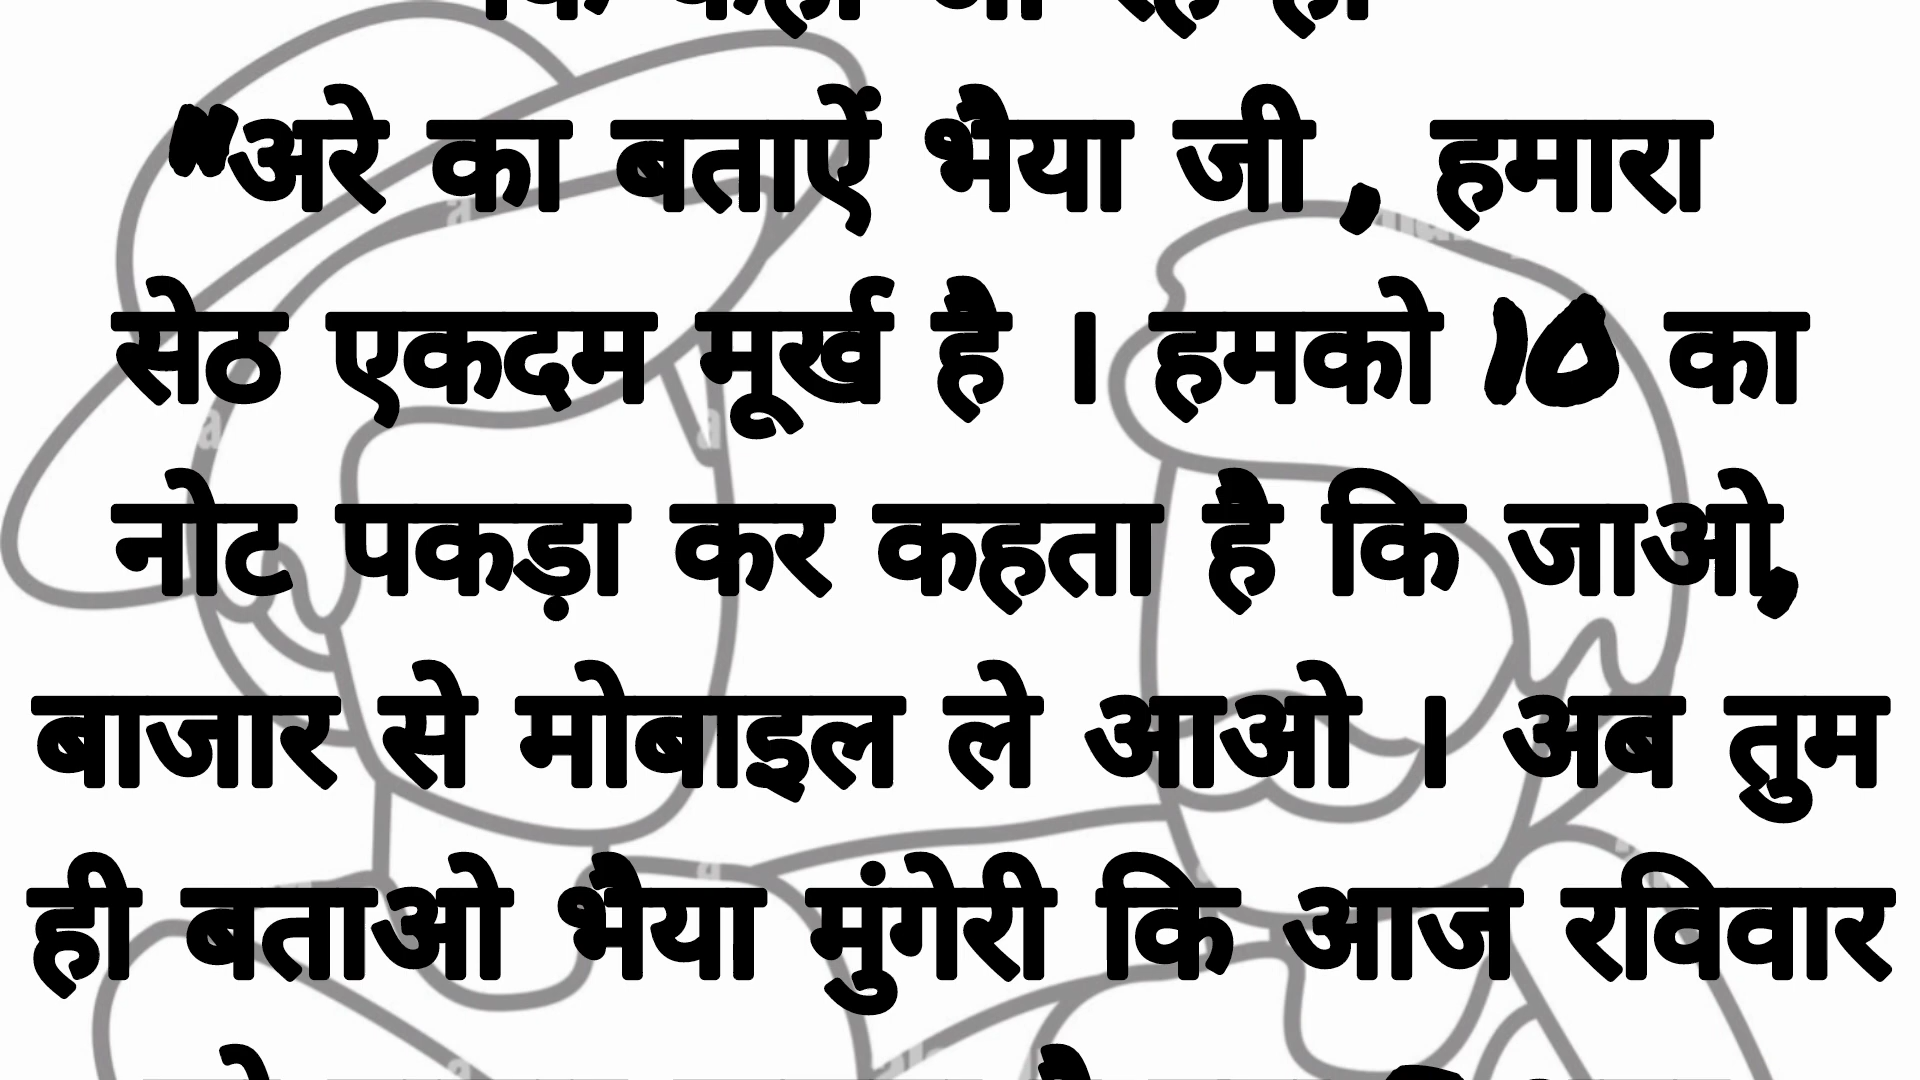 "अरे का बताऐं भैया जी , हमारा
सेठ एकदम मूर्ख है । हमको 10 का
नोट पकड़ा कर कहता है कि जाओ,
बाजार से मोबाइल ले आओ । अब तुम
ही बताओ भैया मुंगेरी कि आज रविवार